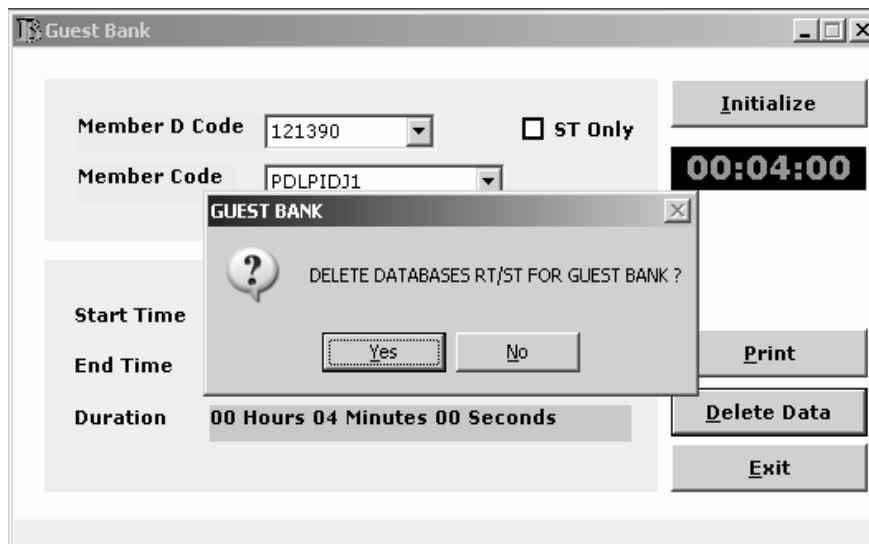 Guest Bank
Initialize
Member D Code 121390 ST Only
Member Code PDLPIDJ1
00:04:00
GUEST BANK
DELETE DATABASES RT/ST FOR GUEST BANK ?
Yes No
Start Time
End Time
Duration 00 Hours 04 Minutes 00 Seconds
Print
Delete Data
Exit